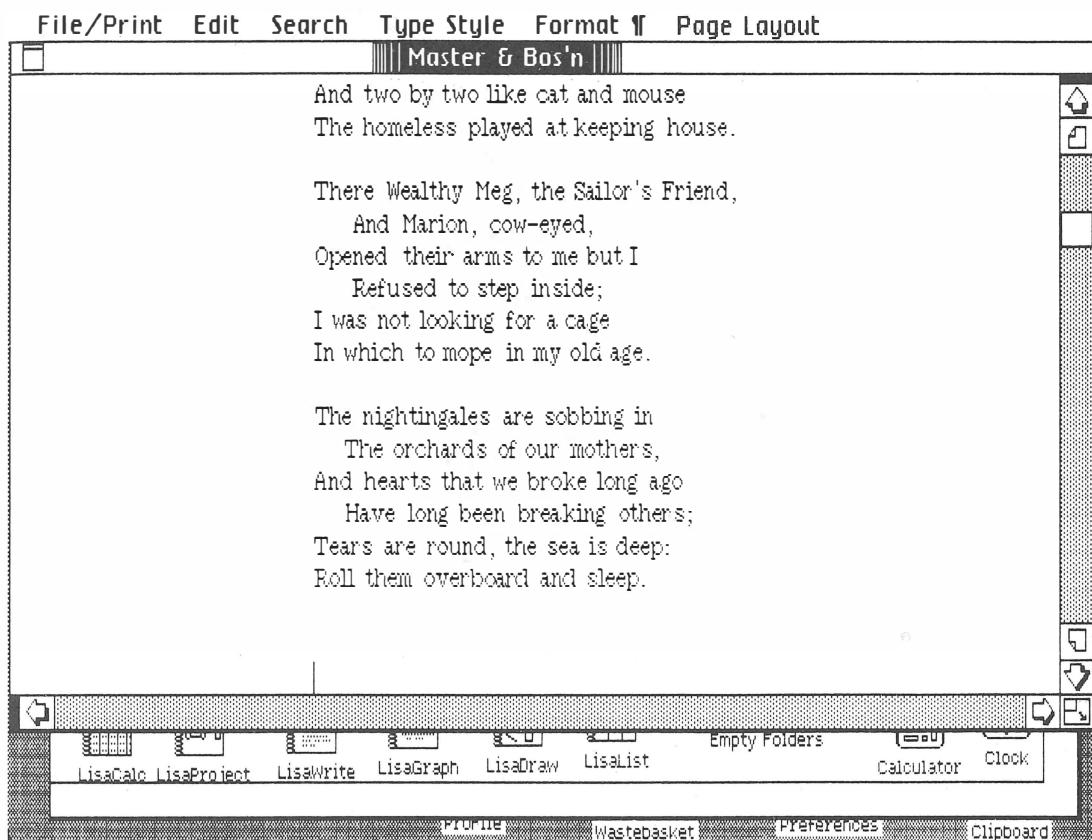 File/Print Edit Search Type Style Format ¶ Page Layout
Master & Bos'n
And two by two like cat and mouse
The homeless played at keeping house.
There Wealthy Meg, the Sailor's Friend,
And Marion, cow-eyed,
Opened their arms to me but I
Refused to step inside;
I was not looking for a cage
In which to mope in my old age.
The nightingales are sobbing in
The orchards of our mothers,
And hearts that we broke long ago
Have long been breaking others;
Tears are round, the sea is deep:
Roll them overboard and sleep.
Empty Folders
LisaCalc LisaProject LisaWrite LisaGraph LisaDraw LisaList Calculator Clock
Profile Wastebasket Preferences Clipboard